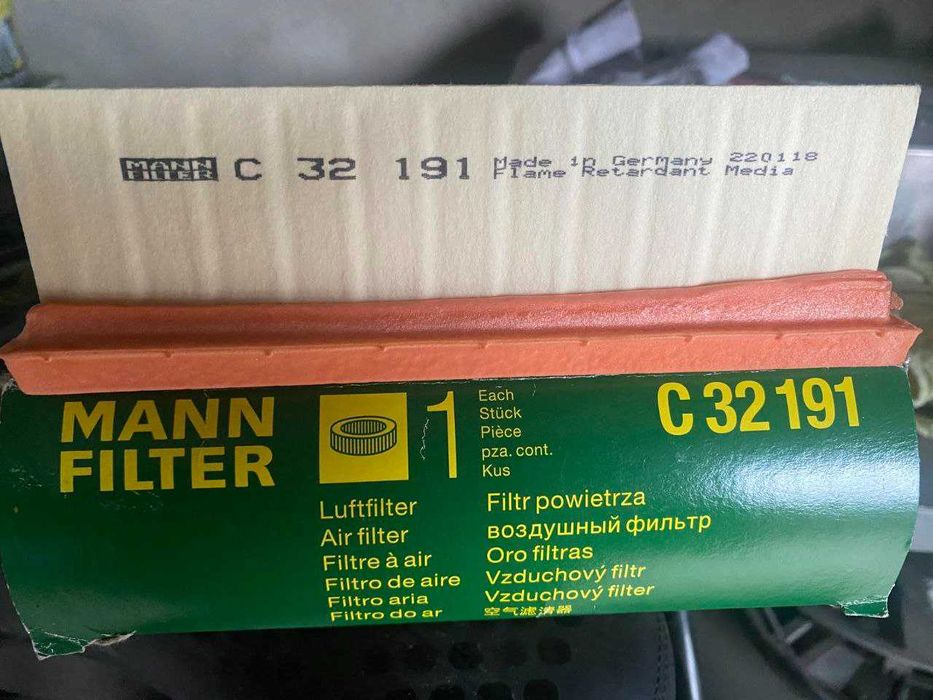 MANN
FILTER
C 32 191
Made in Germany 220118
Flame Retardant Media
MANN
FILTER
1
Each
Stück
Pièce
pza. cont.
Kus
C 32 191
Luftfilter
Air filter
Filtre à air
Filtro de aire
Filtro aria
Filtro do ar
Filtr powietrza
воздушный фильтр
Oro filtras
Vzduchový filtr
Vzduchový filter
空气滤清器